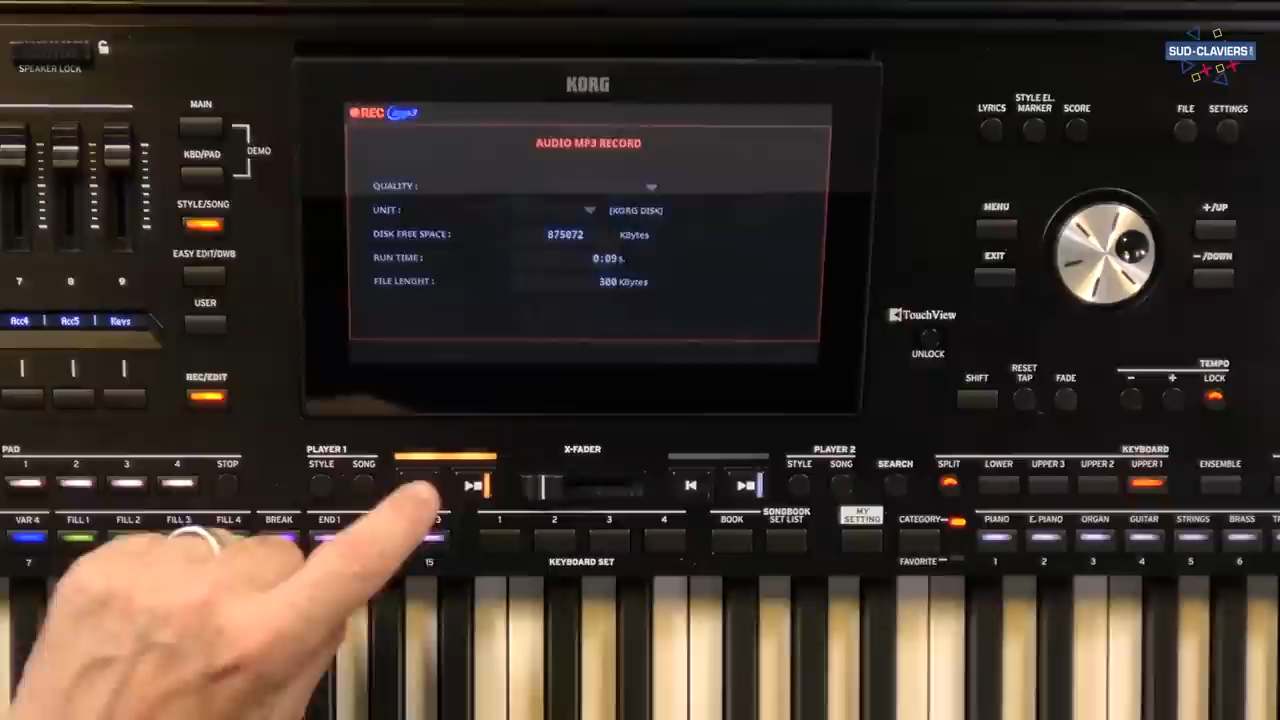 SUD-CLAVIERS
SPEAKER LOCK
MAIN
KBD/PAD
DEMO
STYLE/SONG
EASY EDIT/DWB
USER
REC/EDIT
7 8 9
Acc4 Acc5 Keys
KORG
REC
AUDIO MP3 RECORD
QUALITY :
UNIT : [KORG DISK]
DISK FREE SPACE : 875072 KBytes
RUN TIME : 0:09 s.
FILE LENGHT : 300 KBytes
LYRICS
STYLE EL.
MARKER
SCORE
FILE
SETTINGS
MENU
+/UP
EXIT
-/DOWN
TouchView
UNLOCK
SHIFT
RESET
TAP
FADE
TEMPO
- + LOCK
PAD
1 2 3 4 STOP
PLAYER 1
STYLE SONG
X-FADER
PLAYER 2
STYLE SONG
SEARCH
KEYBOARD
SPLIT LOWER UPPER 3 UPPER 2 UPPER 1 ENSEMBLE
VAR 4 FILL 1 FILL 2 FILL 3 FILL 4 BREAK END 1
7 15
1 2 3 4
KEYBOARD SET
BOOK
SONGBOOK
SET LIST
MY
SETTING
CATEGORY
FAVORITE
PIANO E. PIANO ORGAN GUITAR STRINGS BRASS
1 2 3 4 5 6